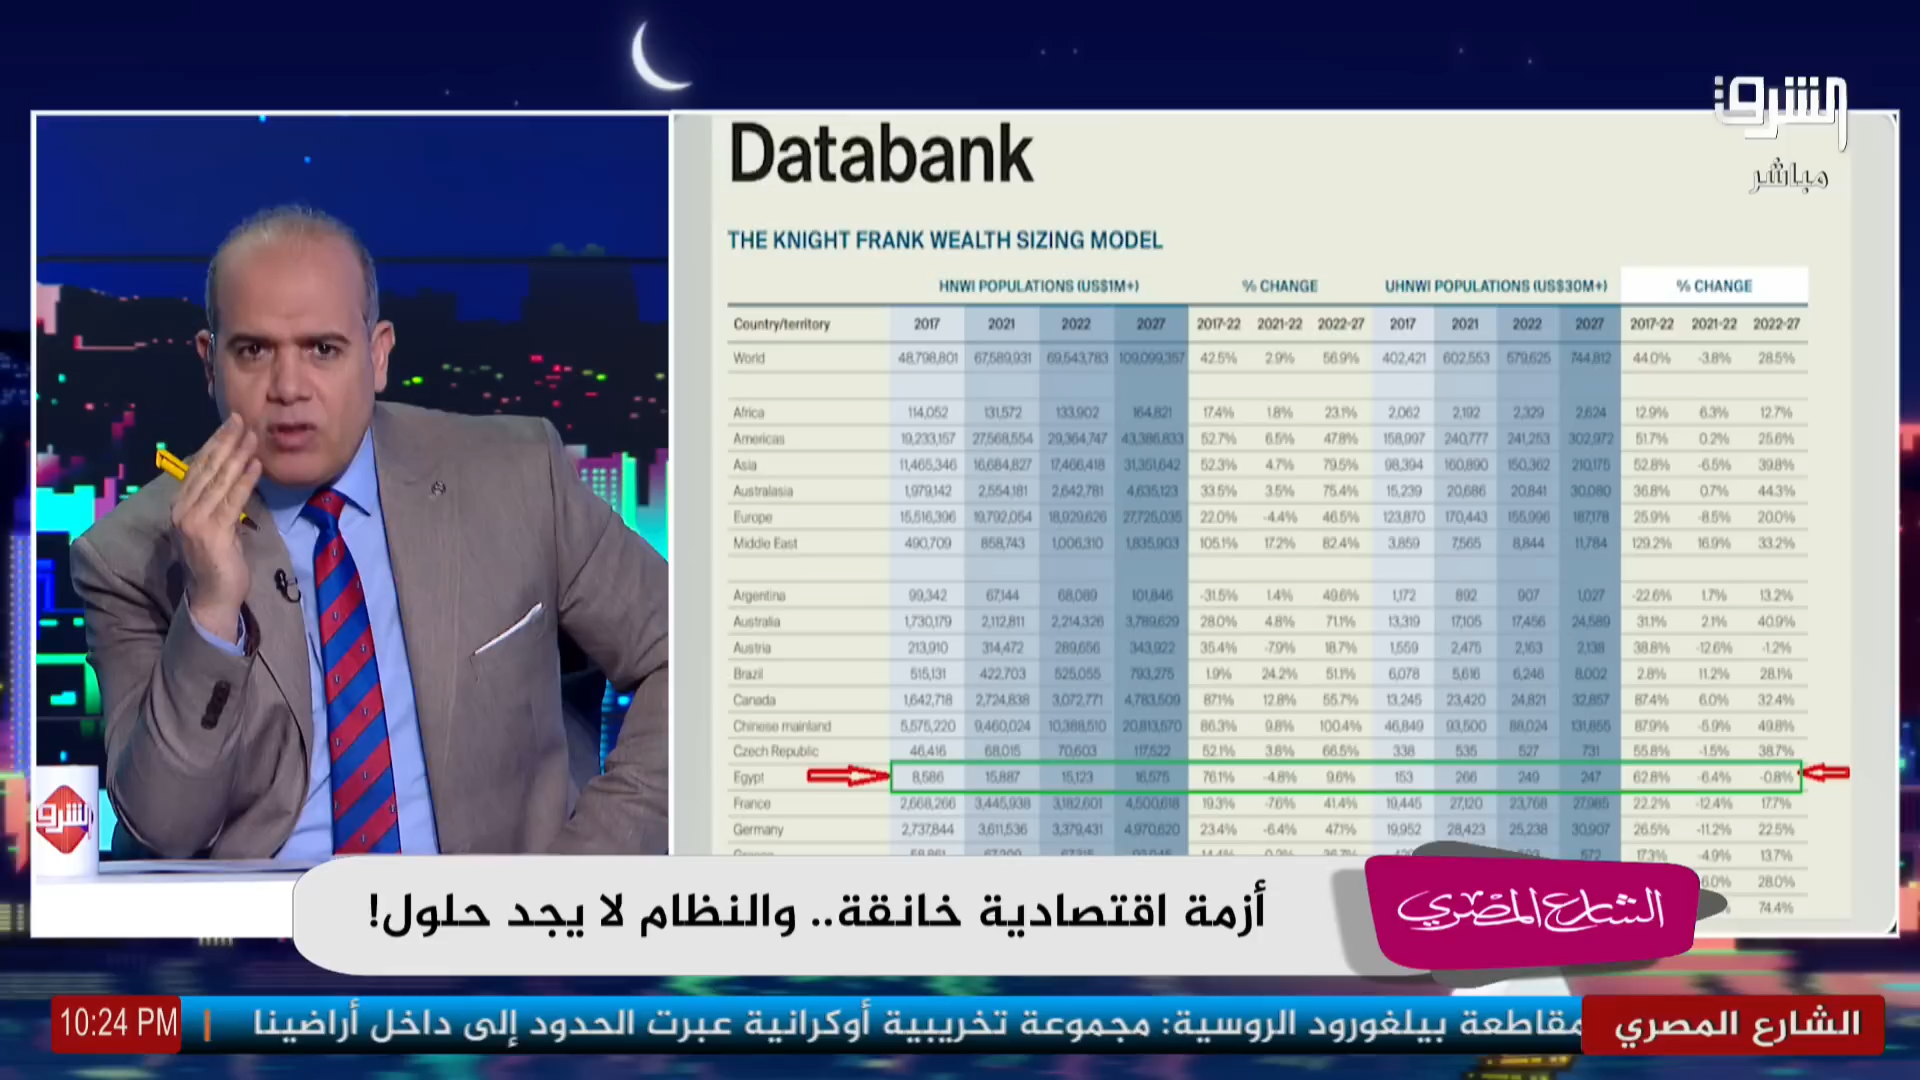 الشرق
مباشر
Databank
THE KNIGHT FRANK WEALTH SIZING MODEL
HNWI POPULATIONS (US$1M+) % CHANGE UHNWI POPULATIONS (US$30M+) % CHANGE
Country/territory 2017 2021 2022 2027 2017-22 2021-22 2022-27 2017 2021 2022 2027 2017-22 2021-22 2022-27
World 48,798,801 67,589,931 69,543,783 109,099,357 42.5% 2.9% 56.9% 402,421 602,553 579,625 744,812 44.0% -3.8% 28.5%
Africa 114,052 131,572 133,902 164,821 17.4% 1.8% 23.1% 2,062 2,192 2,329 2,624 12.9% 6.3% 12.7%
Americas 19,233,157 27,568,554 29,364,747 43,386,833 52.7% 6.5% 47.8% 158,997 240,777 241,253 302,972 51.7% 0.2% 25.6%
Asia 11,465,346 16,684,827 17,466,418 31,351,642 52.3% 4.7% 79.5% 98,394 160,890 150,362 210,175 52.8% -6.5% 39.8%
Australasia 1,979,142 2,554,181 2,642,781 4,635,123 33.5% 3.5% 75.4% 15,239 20,686 20,841 30,080 36.8% 0.7% 44.3%
Europe 15,516,396 19,792,054 18,929,626 27,725,035 22.0% -4.4% 46.5% 123,870 170,443 155,996 187,178 25.9% -8.5% 20.0%
Middle East 490,709 858,743 1,006,310 1,835,903 105.1% 17.2% 82.4% 3,859 7,565 8,844 11,784 129.2% 16.9% 33.2%
Argentina 99,342 67,144 68,089 101,846 -31.5% 1.4% 49.6% 1,172 892 907 1,027 -22.6% 1.7% 13.2%
Australia 1,730,179 2,112,811 2,214,326 3,789,629 28.0% 4.8% 71.1% 13,319 17,105 17,456 24,589 31.1% 2.1% 40.9%
Austria 213,910 314,472 289,656 343,922 35.4% -7.9% 18.7% 1,559 2,475 2,163 2,138 38.8% -12.6% -1.2%
Brazil 515,131 422,703 525,055 793,275 1.9% 24.2% 51.1% 6,078 5,616 6,246 8,002 2.8% 11.2% 28.1%
Canada 1,642,718 2,724,838 3,072,771 4,783,509 87.1% 12.8% 55.7% 13,245 23,420 24,821 32,857 87.4% 6.0% 32.4%
Chinese mainland 5,575,220 9,460,024 10,388,510 20,813,570 86.3% 9.8% 100.4% 46,849 93,500 88,024 131,855 87.9% -5.9% 49.8%
Czech Republic 46,416 68,015 70,603 117,522 52.1% 3.8% 66.5% 338 535 527 731 55.8% -1.5% 38.7%
Egypt 8,586 15,887 15,123 16,575 76.1% -4.8% 9.6% 153 266 249 247 62.8% -6.4% -0.8%
France 2,668,266 3,445,938 3,182,601 4,500,618 19.3% -7.6% 41.4% 19,445 27,120 23,768 27,985 22.2% -12.4% 17.7%
Germany 2,737,844 3,611,536 3,379,431 4,970,620 23.4% -6.4% 47.1% 19,952 28,423 25,238 30,907 26.5% -11.2% 22.5%
572 17.3% -4.9% 13.7%
28.0%
74.4%
الشرق
الشارع المصري
أزمة اقتصادية خانقة.. والنظام لا يجد حلول!
الشارع المصري
مقاطعة بيلغورود الروسية: مجموعة تخريبية أوكرانية عبرت الحدود إلى داخل أراضينا
10:24 PM